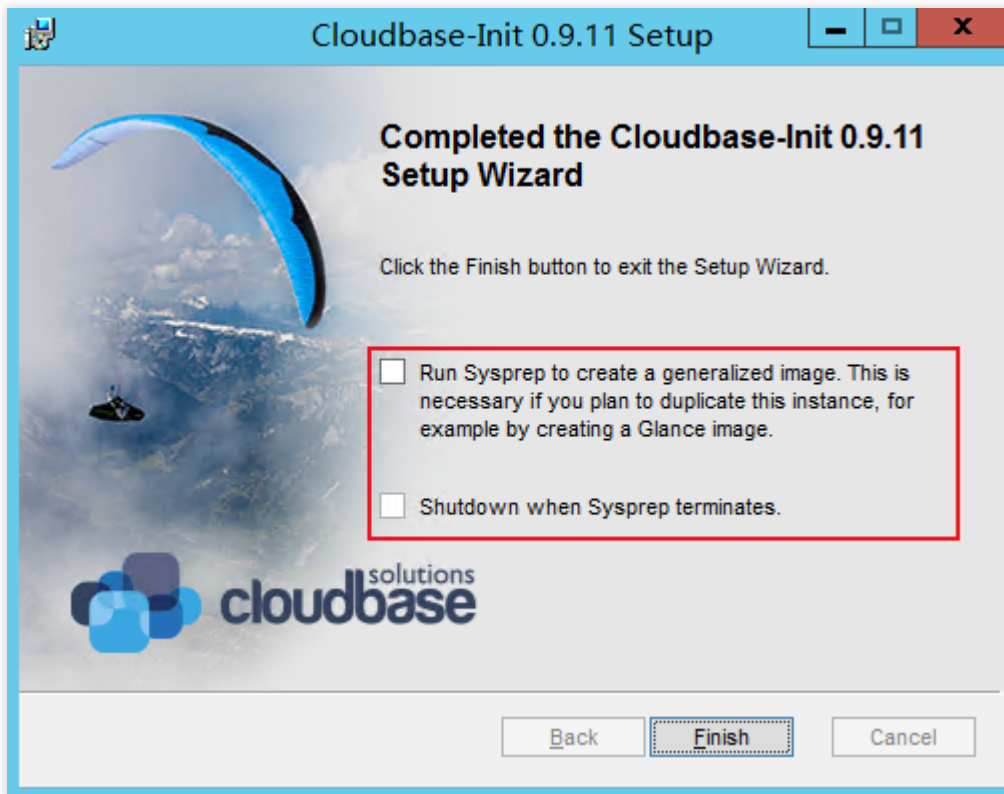 Cloudbase-Init 0.9.11 Setup
Completed the Cloudbase-Init 0.9.11
Setup Wizard
Click the Finish button to exit the Setup Wizard.
Run Sysprep to create a generalized image. This is
necessary if you plan to duplicate this instance, for
example by creating a Glance image.
Shutdown when Sysprep terminates.
solutions
cloudbase
Back
Finish
Cancel